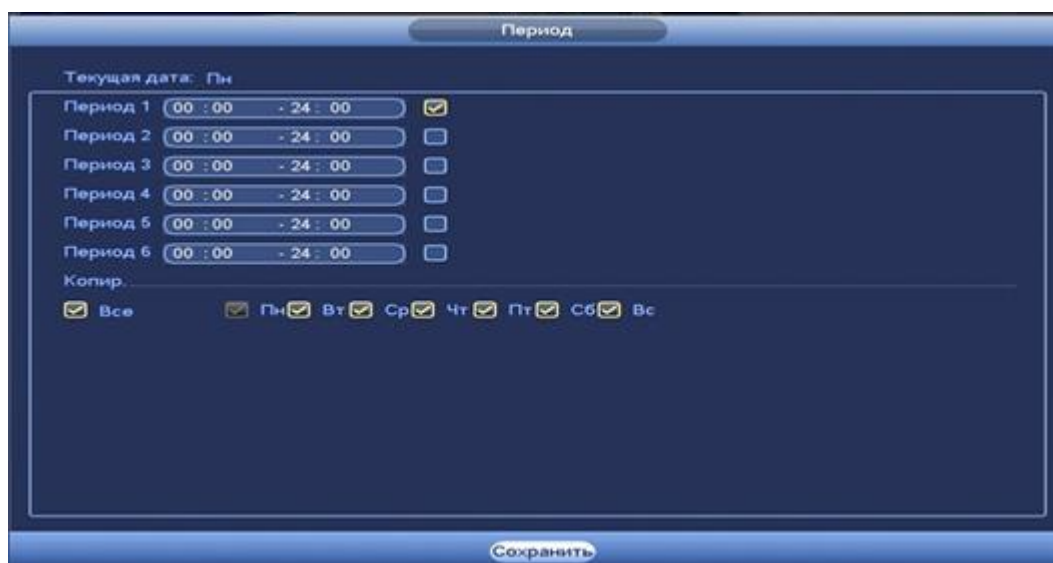 Период
Текущая дата: Пн
Период 1 00 : 00 - 24 : 00
Период 2 00 : 00 - 24 : 00
Период 3 00 : 00 - 24 : 00
Период 4 00 : 00 - 24 : 00
Период 5 00 : 00 - 24 : 00
Период 6 00 : 00 - 24 : 00
Копир.
Все Пн Вт Ср Чт Пт Сб Вс
Сохранить